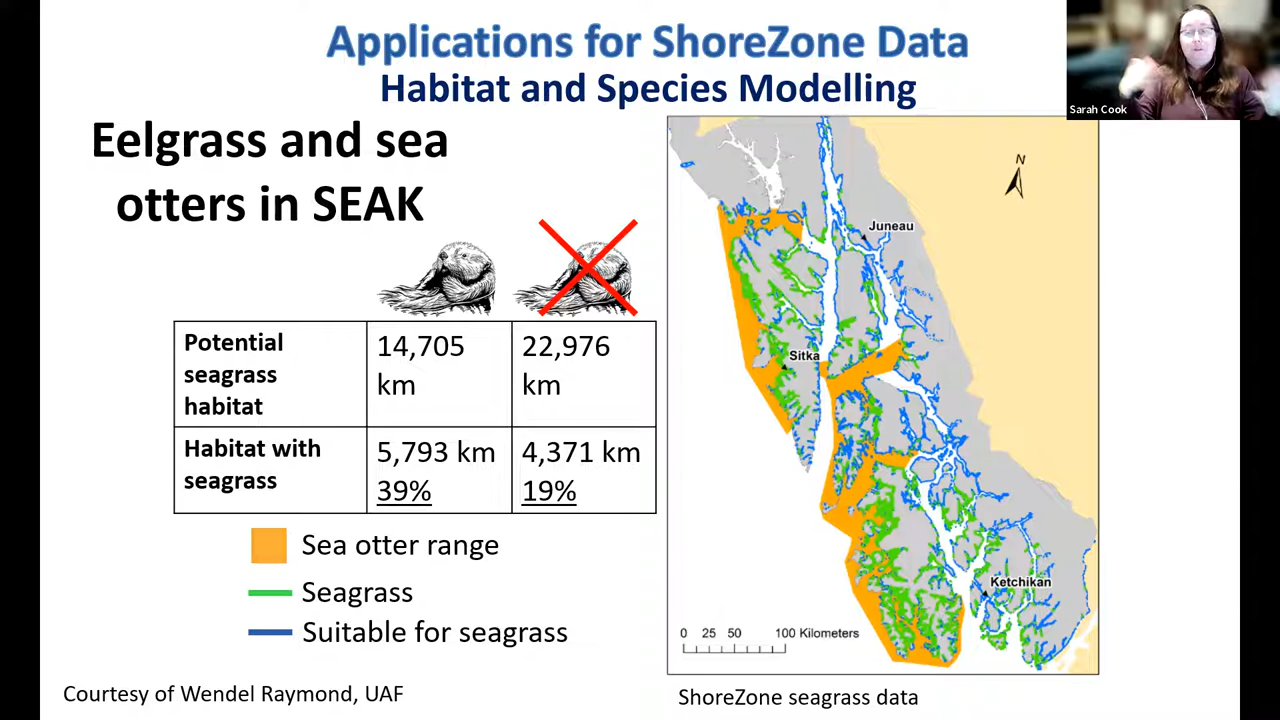 Applications for ShoreZone Data
Habitat and Species Modelling
Sarah Cook
Eelgrass and sea
otters in SEAK
Potential
seagrass
habitat
14,705
km
22,976
km
Habitat with
seagrass
5,793 km
39%
4,371 km
19%
Sea otter range
Seagrass
Suitable for seagrass
Courtesy of Wendel Raymond, UAF
N
Juneau
Sitka
Ketchikan
0 25 50 100 Kilometers
ShoreZone seagrass data